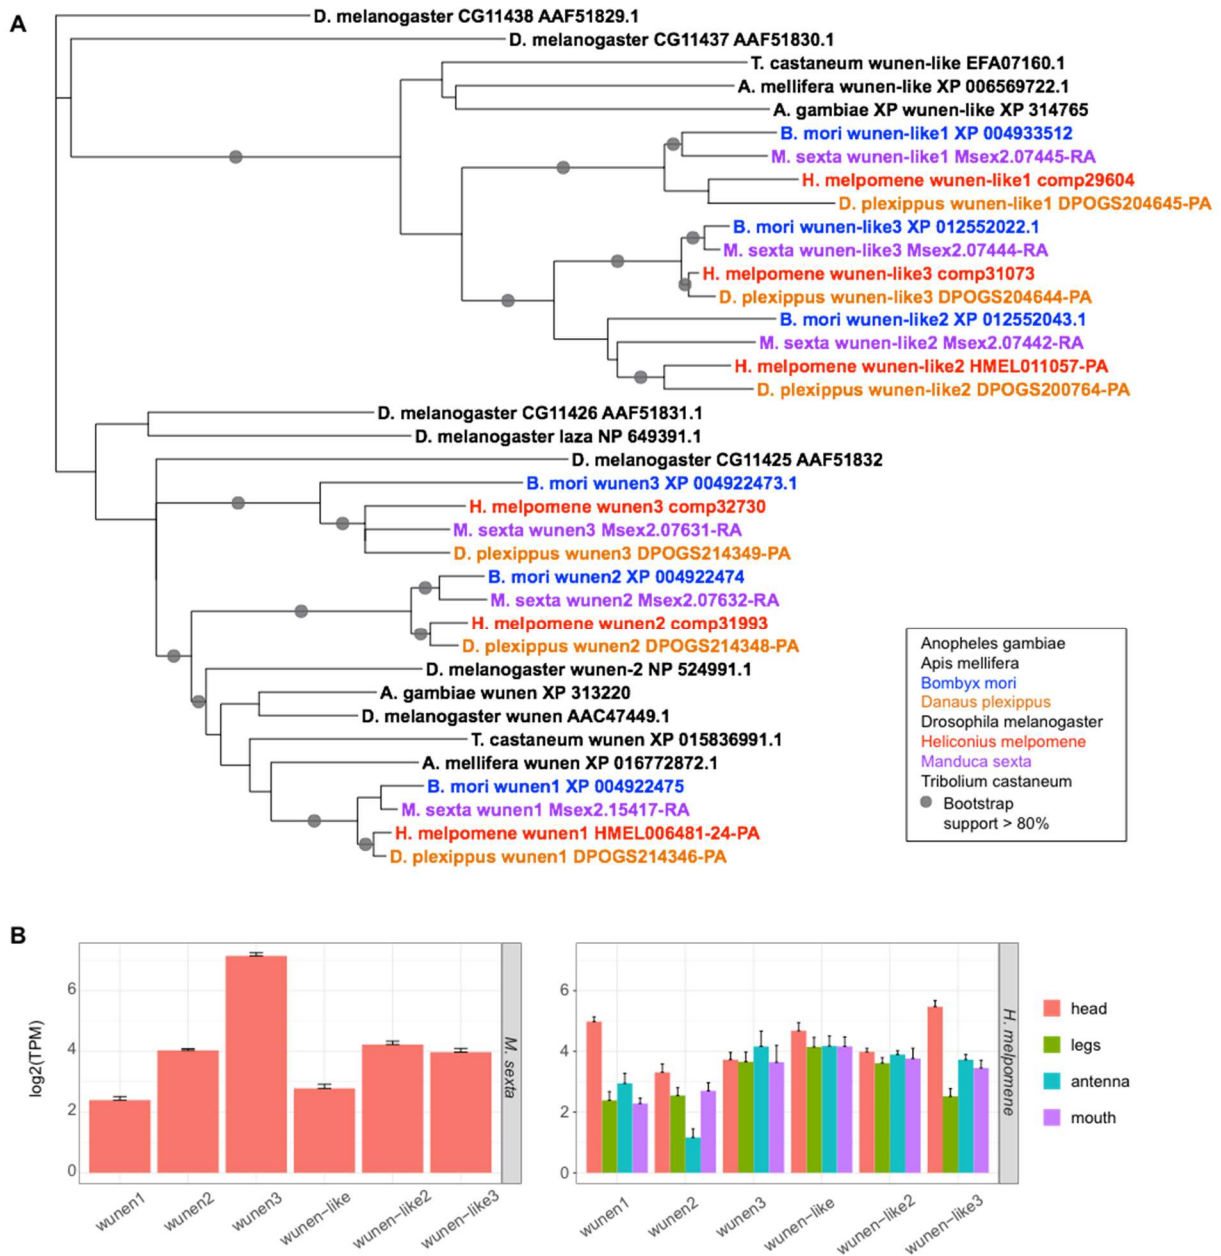 A
D. melanogaster CG11438 AAF51829.1
D. melanogaster CG11437 AAF51830.1
T. castaneum wunen-like EFA07160.1
A. mellifera wunen-like XP 006569722.1
A. gambiae XP wunen-like XP 314765
B. mori wunen-like1 XP 004933512
M. sexta wunen-like1 Msex2.07445-RA
H. melpomene wunen-like1 comp29604
D. plexippus wunen-like1 DPOGS204645-PA
B. mori wunen-like3 XP 012552022.1
M. sexta wunen-like3 Msex2.07444-RA
H. melpomene wunen-like3 comp31073
D. plexippus wunen-like3 DPOGS204644-PA
B. mori wunen-like2 XP 012552043.1
M. sexta wunen-like2 Msex2.07442-RA
H. melpomene wunen-like2 HMEL011057-PA
D. plexippus wunen-like2 DPOGS200764-PA
D. melanogaster CG11426 AAF51831.1
D. melanogaster laza NP 649391.1
D. melanogaster CG11425 AAF51832
B. mori wunen3 XP 004922473.1
H. melpomene wunen3 comp32730
M. sexta wunen3 Msex2.07631-RA
D. plexippus wunen3 DPOGS214349-PA
B. mori wunen2 XP 004922474
M. sexta wunen2 Msex2.07632-RA
H. melpomene wunen2 comp31993
D. plexippus wunen2 DPOGS214348-PA
D. melanogaster wunen-2 NP 524991.1
A. gambiae wunen XP 313220
D. melanogaster wunen AAC47449.1
T. castaneum wunen XP 015836991.1
A. mellifera wunen XP 016772872.1
B. mori wunen1 XP 004922475
M. sexta wunen1 Msex2.15417-RA
H. melpomene wunen1 HMEL006481-24-PA
D. plexippus wunen1 DPOGS214346-PA
Anopheles gambiae
Apis mellifera
Bombyx mori
Danaus plexippus
Drosophila melanogaster
Heliconius melpomene
Manduca sexta
Tribolium castaneum
Bootstrap
support > 80%
B
log2(TPM)
6
4
2
0
wunen1
wunen2
wunen3
wunen-like
wunen-like2
wunen-like3
M. sexta
6
4
2
0
wunen1
wunen2
wunen3
wunen-like
wunen-like2
wunen-like3
H. melpomene
head
legs
antenna
mouth